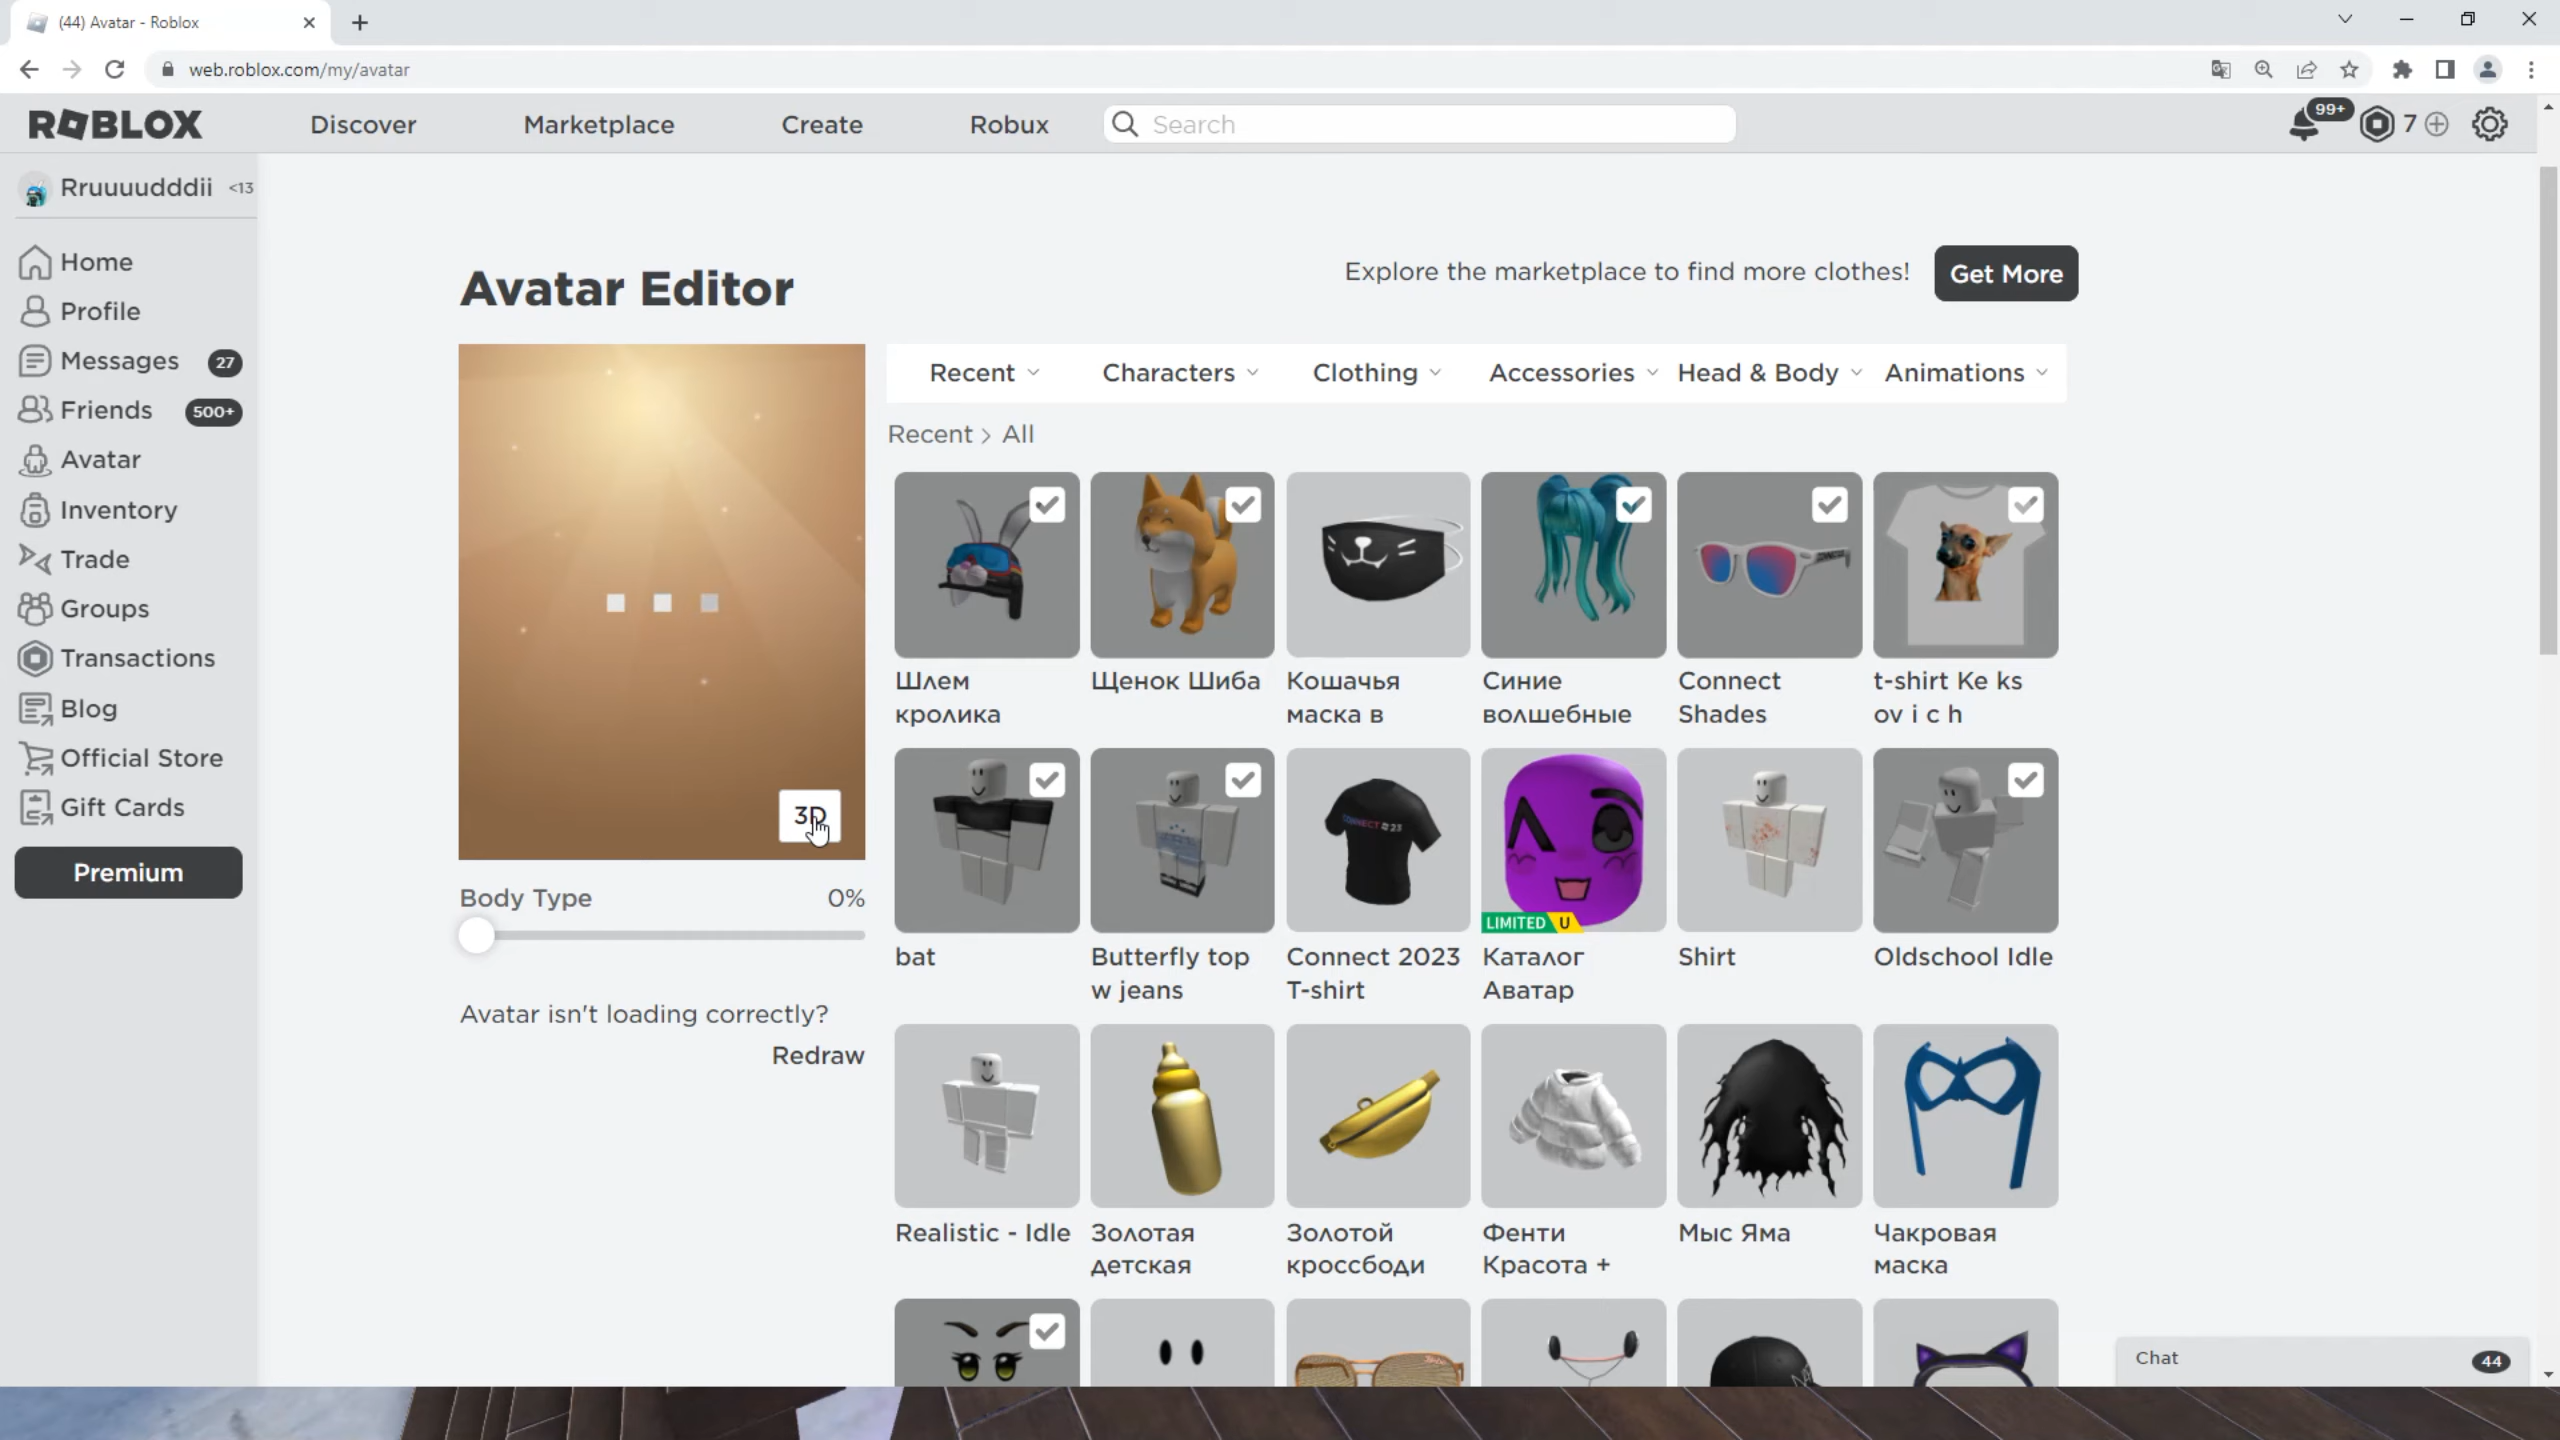 (44) Avatar - Roblox
web.roblox.com/my/avatar
ROBLOX
Discover
Marketplace
Create
Robux
Search
99+
7
Rruuuudddii <13
Home
Profile
Messages 27
Friends 500+
Avatar
Inventory
Trade
Groups
Transactions
Blog
Official Store
Gift Cards
Premium
Avatar Editor
Explore the marketplace to find more clothes!
Get More
3D
Body Type 0%
Avatar isn't loading correctly?
Redraw
Recent
Characters
Clothing
Accessories
Head & Body
Animations
Recent > All
Шлем
кролика
Щенок Шиба
Кошачья
маска в
Синие
волшебные
Connect
Shades
t-shirt Ke ks
ov i c h
CONNECT 23
LIMITED U
bat
Butterfly top
w jeans
Connect 2023
T-shirt
Каталог
Аватар
Shirt
Oldschool Idle
Realistic - Idle
Золотая
детская
Золотой
кроссбоди
Фенти
Красота +
Мыс Яма
Чакровая
маска
Chat 44